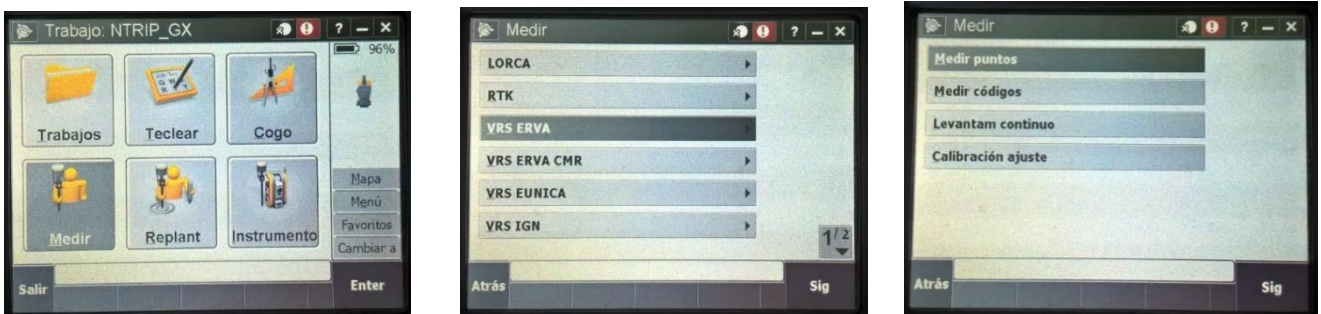 Trabajo: NTRIP_GX
? – ×
96%
Trabajos
Teclear
Cogo
Medir
Replant
Instrumento
Mapa
Menú
Favoritos
Cambiar a
Salir
Enter
Medir
? – ×
LORCA
RTK
VRS ERVA
VRS ERVA CMR
VRS EUNICA
VRS IGN
1/2
Atrás
Sig
Medir
? – ×
Medir puntos
Medir códigos
Levantam continuo
Calibración ajuste
Atrás
Sig